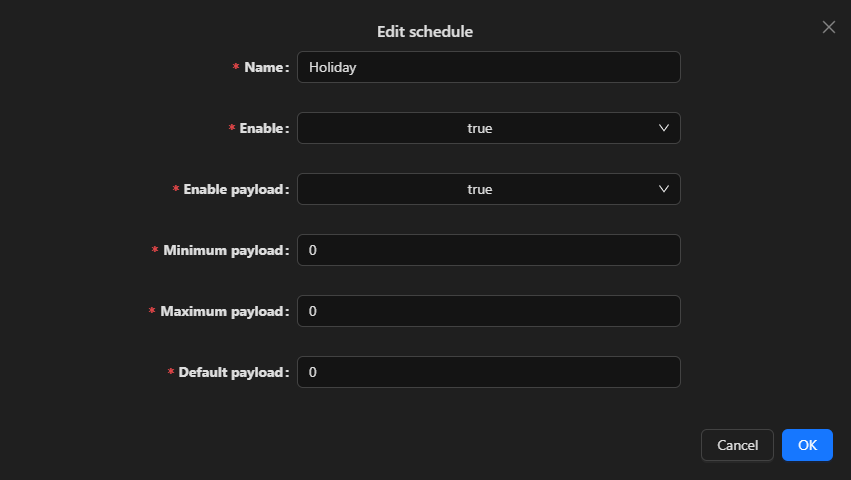 Edit schedule
* Name: Holiday
* Enable: true
* Enable payload: true
* Minimum payload: 0
* Maximum payload: 0
* Default payload: 0
Cancel OK